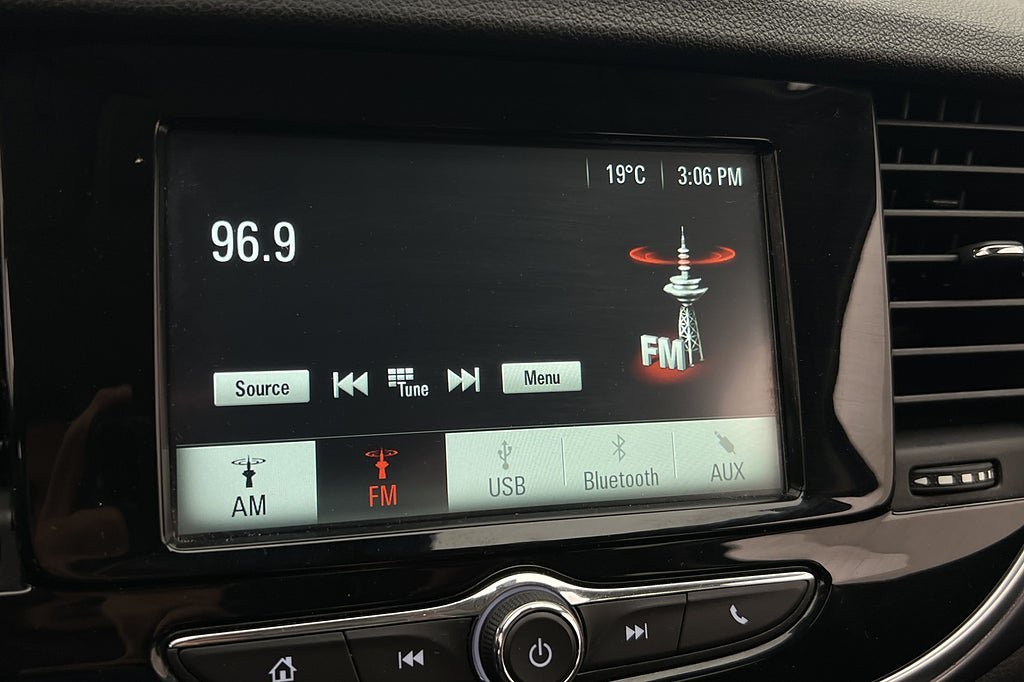 19°C 3:06 PM
96.9
FM
Source Tune Menu
AM FM USB Bluetooth AUX